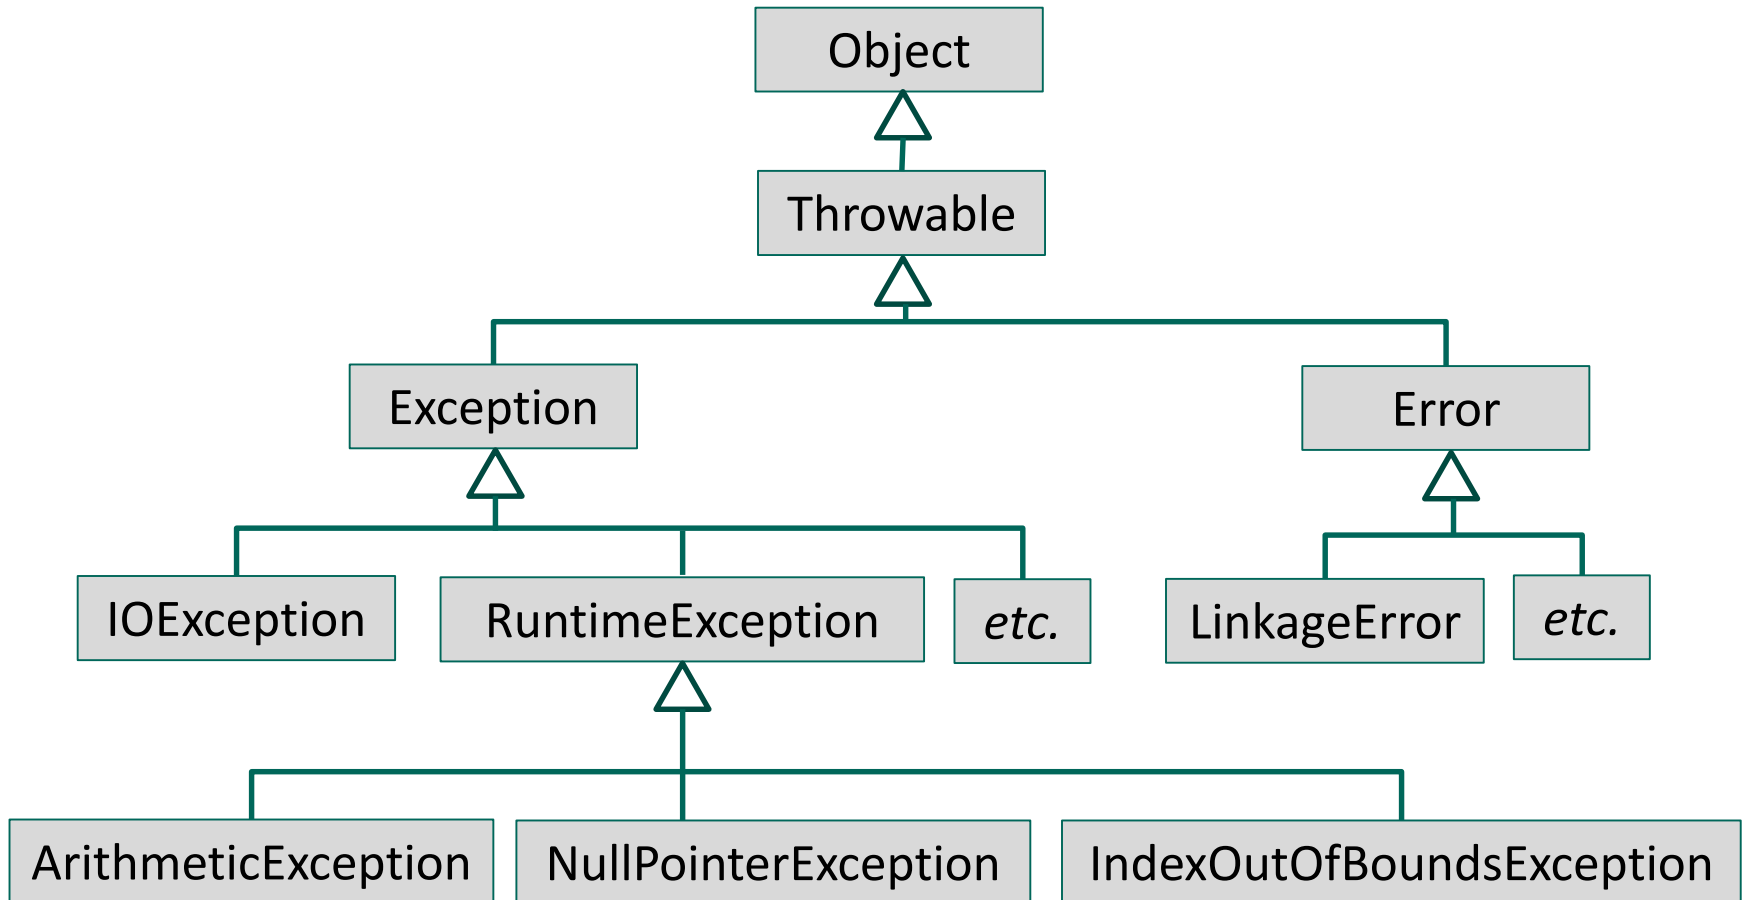 Object
Throwable
Exception
Error
IOException
RuntimeException
etc.
LinkageError
etc.
ArithmeticException
NullPointerException
IndexOutOfBoundsException